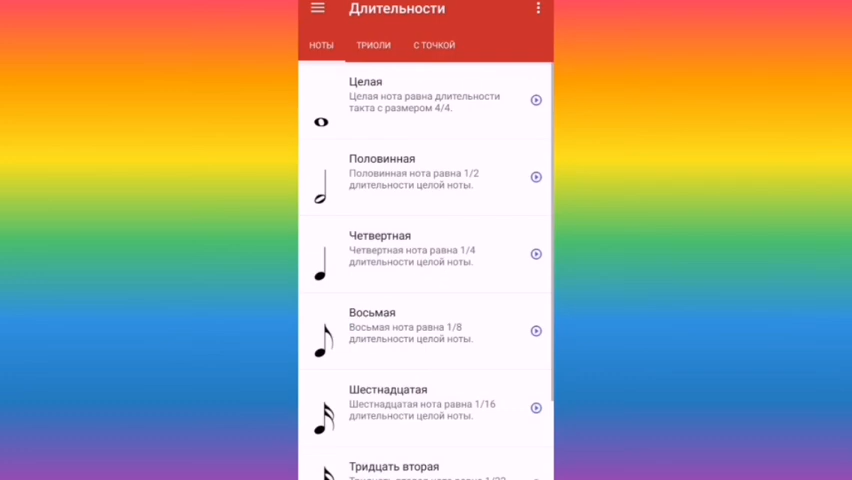 Длительности
НОТЫ ТРИОЛИ С ТОЧКОЙ
Целая
Целая нота равна длительности
такта с размером 4/4.
Половинная
Половинная нота равна 1/2
длительности целой ноты.
Четвертная
Четвертная нота равна 1/4
длительности целой ноты.
Восьмая
Восьмая нота равна 1/8
длительности целой ноты.
Шестнадцатая
Шестнадцатая нота равна 1/16
длительности целой ноты.
Тридцать вторая